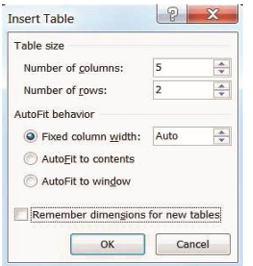 Insert Table
Table size
Number of columns: 5
Number of rows: 2
AutoFit behavior
Fixed column width: Auto
AutoFit to contents
AutoFit to window
Remember dimensions for new tables
OK Cancel